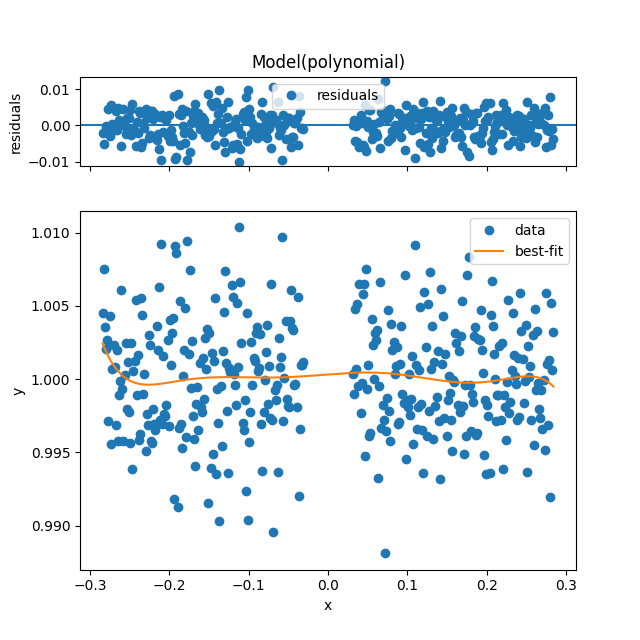 Model(polynomial)
0.01
0.00
−0.01
residuals
residuals
1.010
1.005
1.000
0.995
0.990
y
data
best-fit
−0.3 −0.2 −0.1 0.0 0.1 0.2 0.3
x